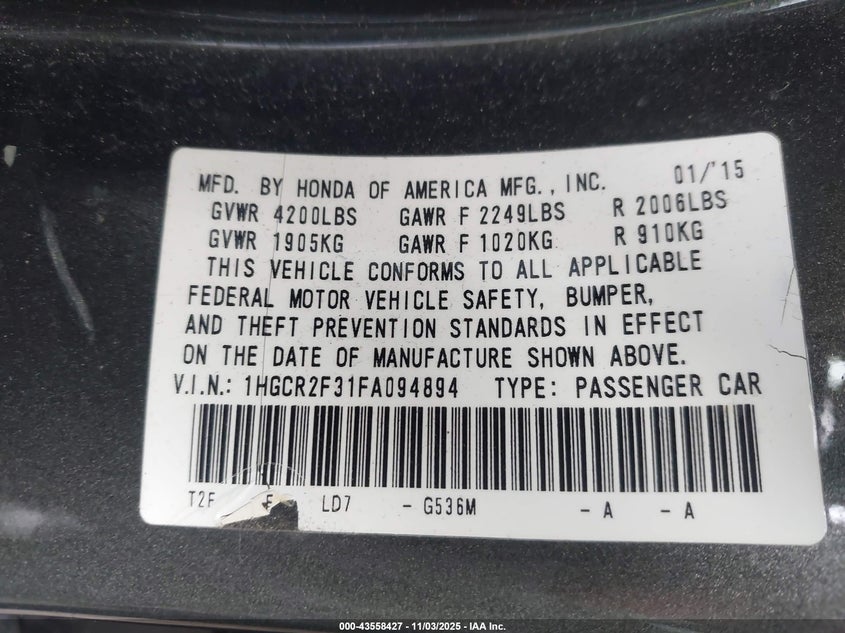 MFD. BY HONDA OF AMERICA MFG., INC. 01/'15
GVWR 4200LBS GAWR F 2249LBS R 2006LBS
GVWR 1905KG GAWR F 1020KG R 910KG
THIS VEHICLE CONFORMS TO ALL APPLICABLE
FEDERAL MOTOR VEHICLE SAFETY, BUMPER,
AND THEFT PREVENTION STANDARDS IN EFFECT
ON THE DATE OF MANUFACTURE SHOWN ABOVE.
V.I.N.: 1HGCR2F31FA094894 TYPE: PASSENGER CAR
T2F LD7 - G536M - A - A
000-43558427 - 11/03/2025 - IAA Inc.